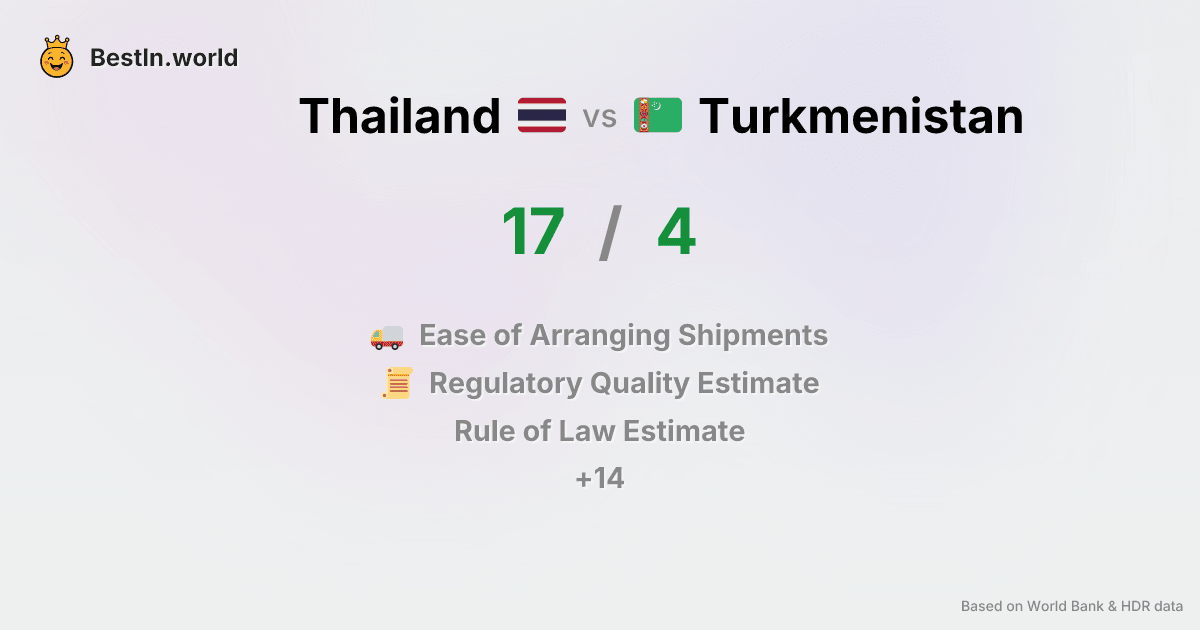 BestIn.world
Thailand vs Turkmenistan
17 / 4
Ease of Arranging Shipments
Regulatory Quality Estimate
Rule of Law Estimate
+14
Based on World Bank & HDR data